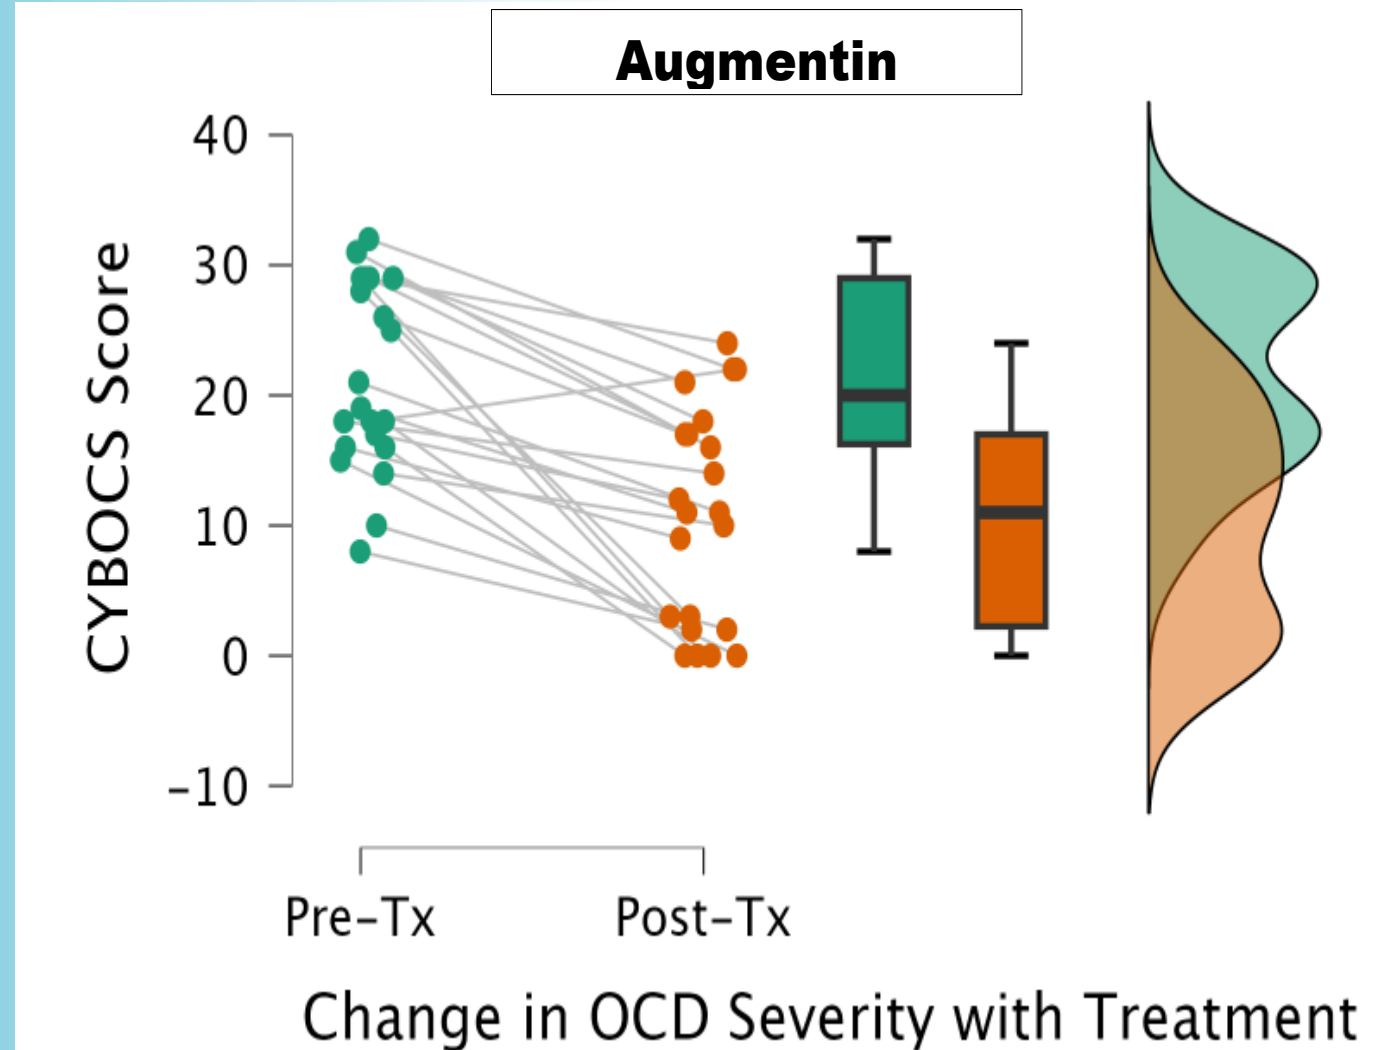 Augmentin
40
30
20
10
0
−10
CYBOCS Score
Pre−Tx
Post−Tx
Change in OCD Severity with Treatment